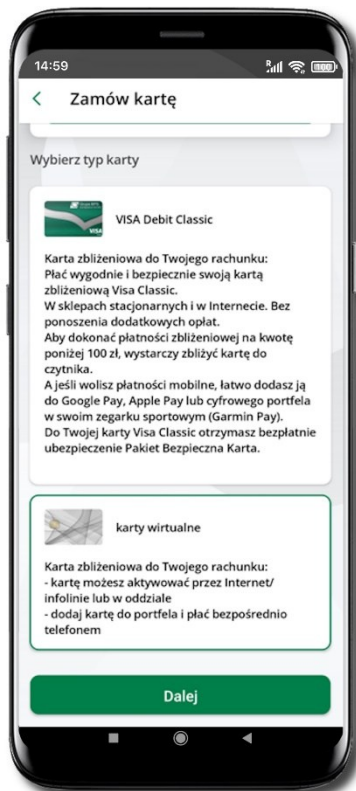 14:59
Zamów kartę
Wybierz typ karty
VISA
VISA Debit Classic
Karta zbliżeniowa do Twojego rachunku:
Płać wygodnie i bezpiecznie swoją kartą
zbliżeniową Visa Classic.
W sklepach stacjonarnych i w Internecie. Bez
ponoszenia dodatkowych opłat.
Aby dokonać płatności zbliżeniowej na kwotę
poniżej 100 zł, wystarczy zbliżyć kartę do
czytnika.
A jeśli wolisz płatności mobilne, łatwo dodasz ją
do Google Pay, Apple Pay lub cyfrowego portfela
w swoim zegarku sportowym (Garmin Pay).
Do Twojej karty Visa Classic otrzymasz bezpłatnie
ubezpieczenie Pakiet Bezpieczna Karta.
karty wirtualne
Karta zbliżeniowa do Twojego rachunku:
- kartę możesz aktywować przez Internet/
infolinie lub w oddziale
- dodaj kartę do portfela i płać bezpośrednio
telefonem
Dalej